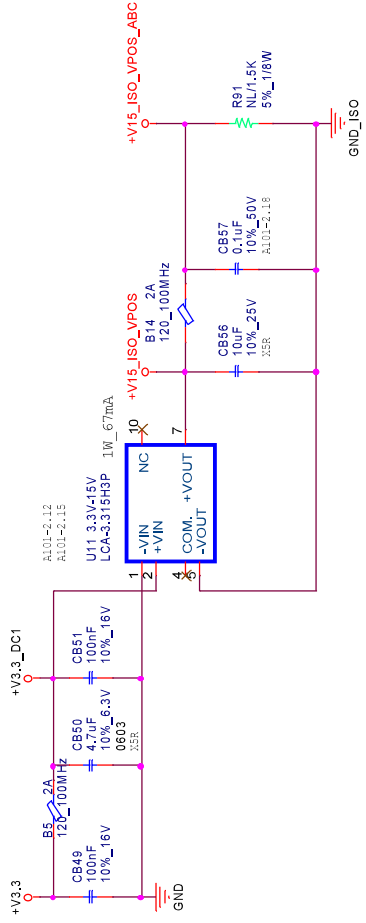 +V3.3
CB49
100nF
10%_16V
GND
B5
2A
120_100MHz
CB50
4.7uF
10%_6.3V
0603
X5R
+V3.3_DC1
CB51
100nF
10%_16V
A101-2.12
A101-2.15
U11 3.3V-15V
LCA-3.315H3P
1
-VIN
2
+VIN
4
COM.
5
-VOUT
10
NC
7
+VOUT
1W_67mA
+V15_ISO_VPOS
CB56
10uF
10%_25V
X5R
B14
2A
120_100MHz
CB57
0.1uF
10%_50V
A101-2.18
+V15_ISO_VPOS_ABC
R91
NL/1.5K
5%_1/8W
GND_ISO